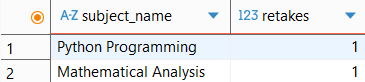 A-Z subject_name 123 retakes
1 Python Programming 1
2 Mathematical Analysis 1